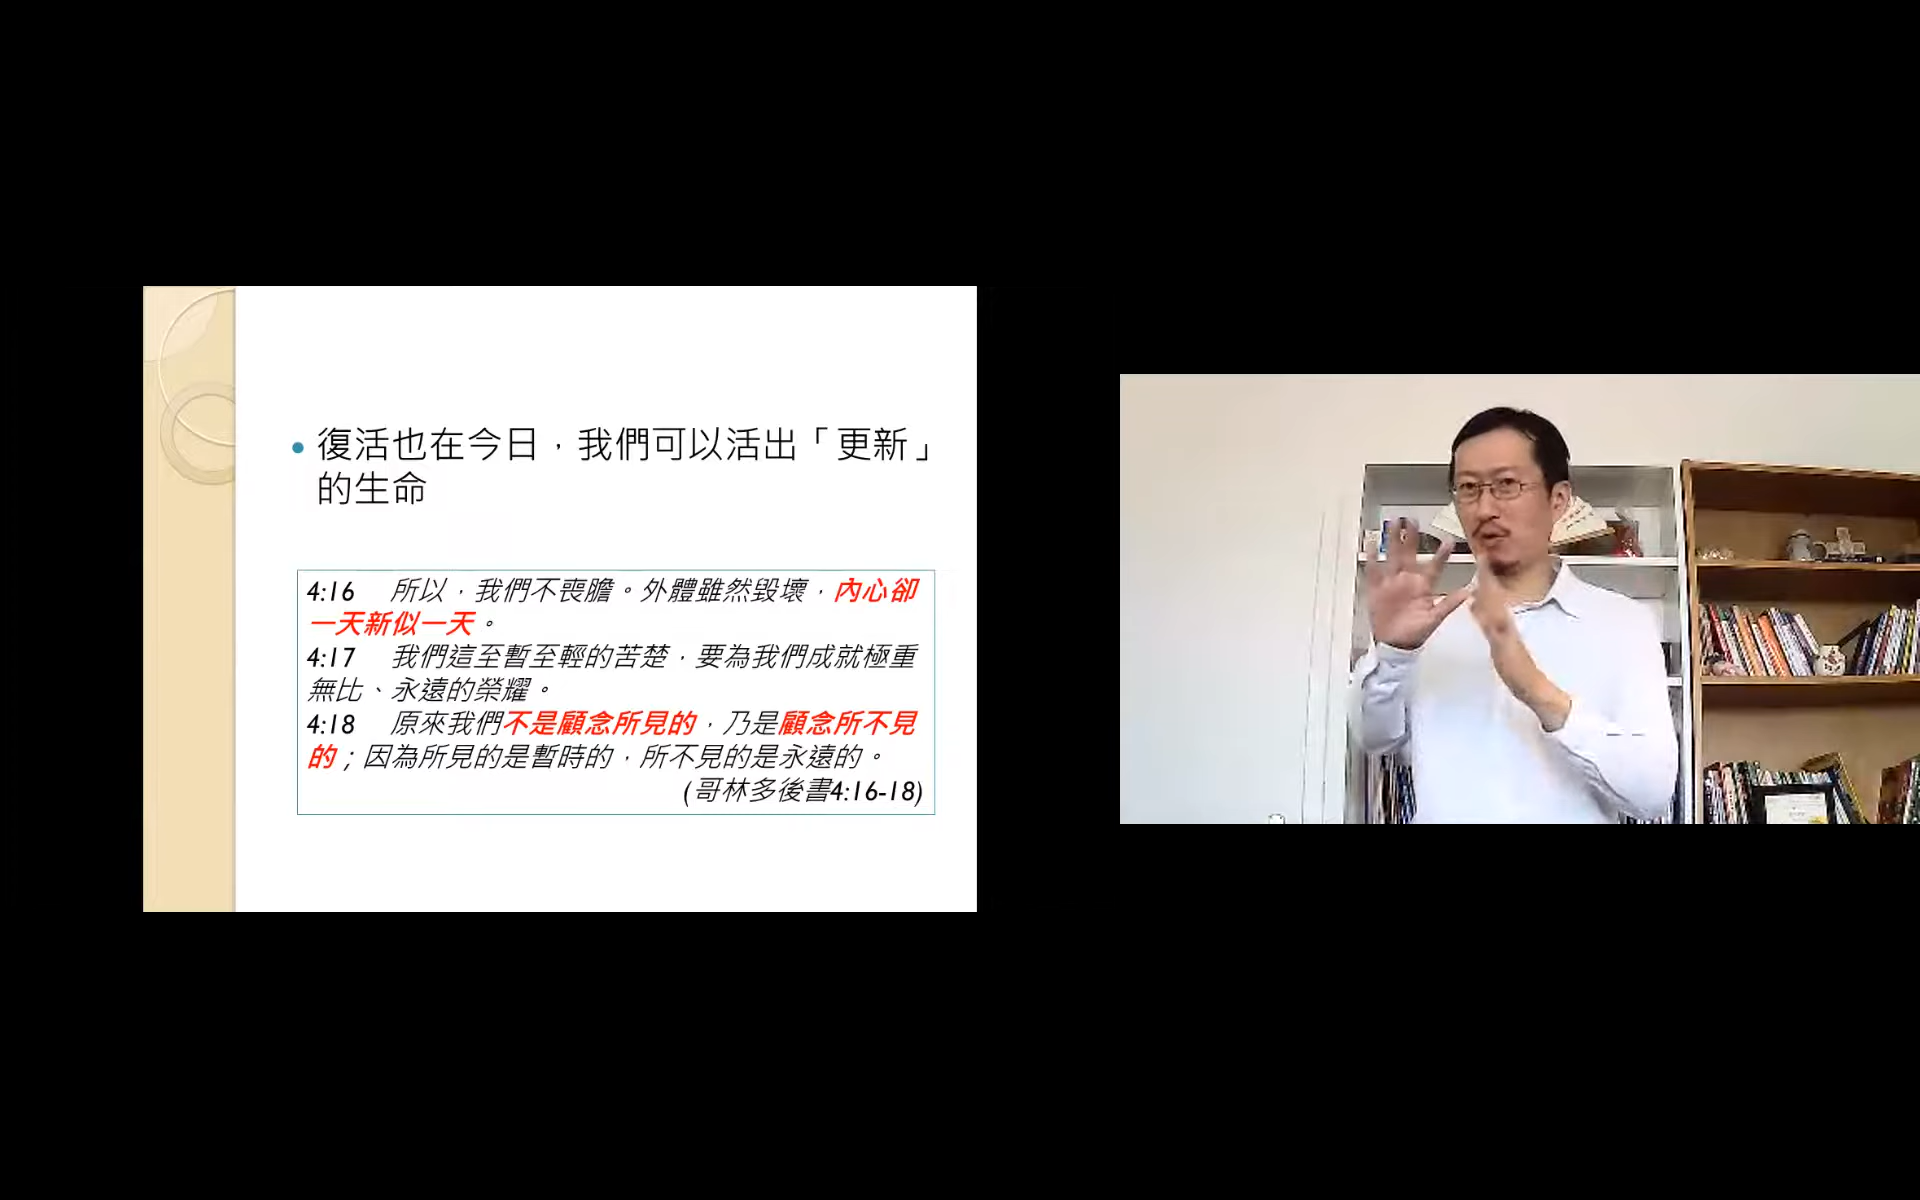 復活也在今日，我們可以活出「更新」
的生命
4:16 所以，我們不喪膽。外體雖然毀壞，內心卻
一天新似一天。
4:17 我們這至暫至輕的苦楚，要為我們成就極重
無比、永遠的榮耀。
4:18 原來我們不是顧念所見的，乃是顧念所不見
的；因為所見的是暫時的，所不見的是永遠的。
(哥林多後書4:16-18)